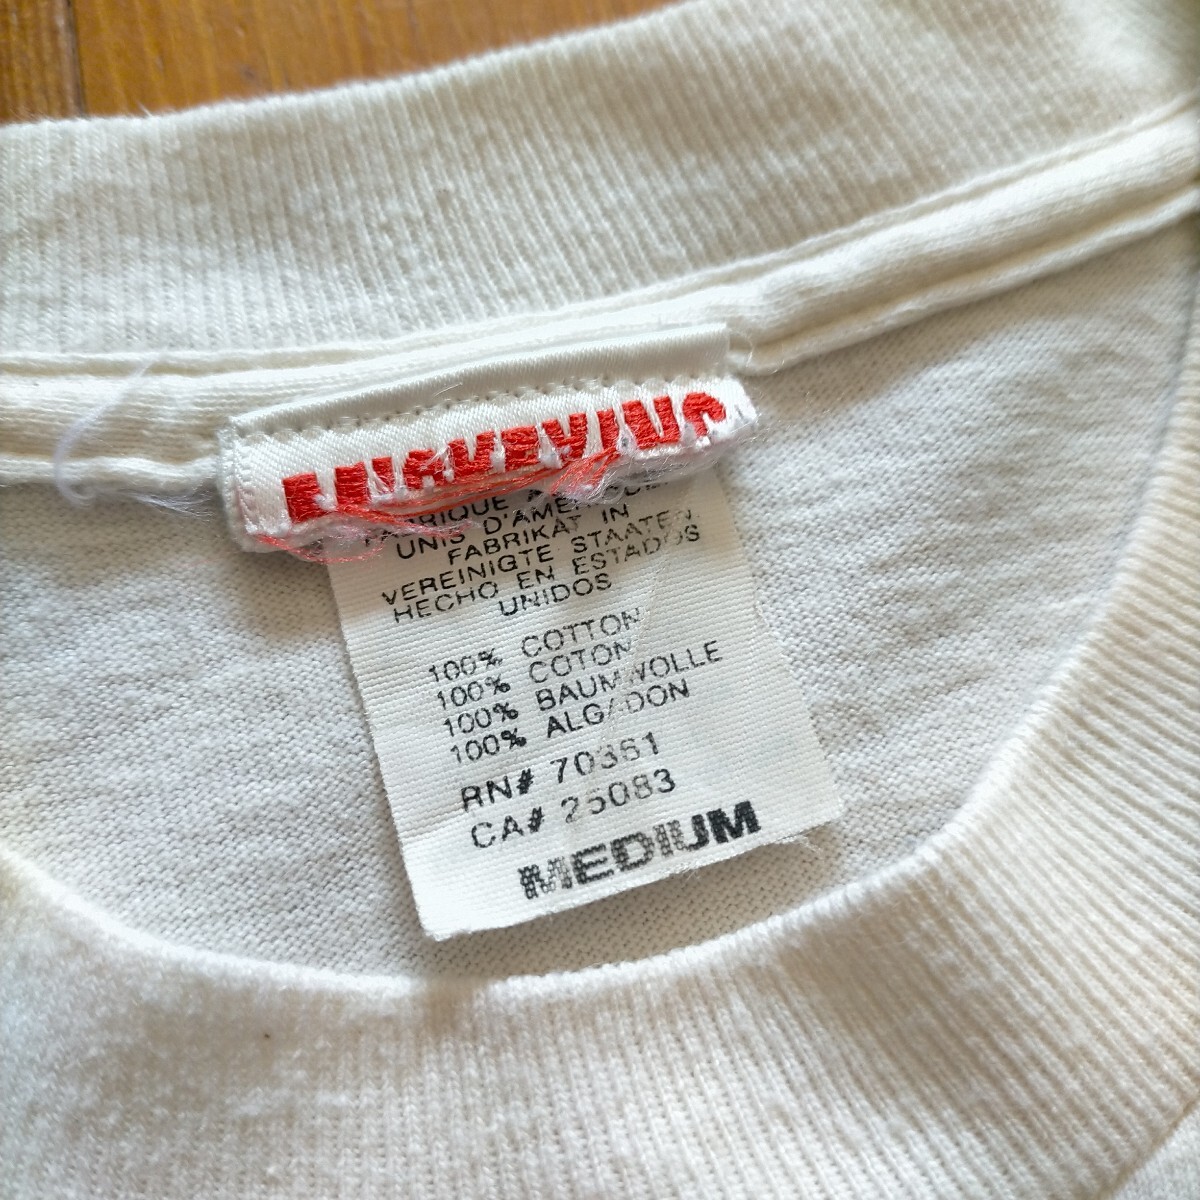 FABRIQUE
UNIS D'AMERIQUE
FABRIKAT IN
VEREINIGTE STAATEN
HECHO EN ESTADOS
UNIDOS
100% COTTON
100% COTON
100% BAUMWOLLE
100% ALGADON
RN# 70361
CA# 25083
MEDIUM